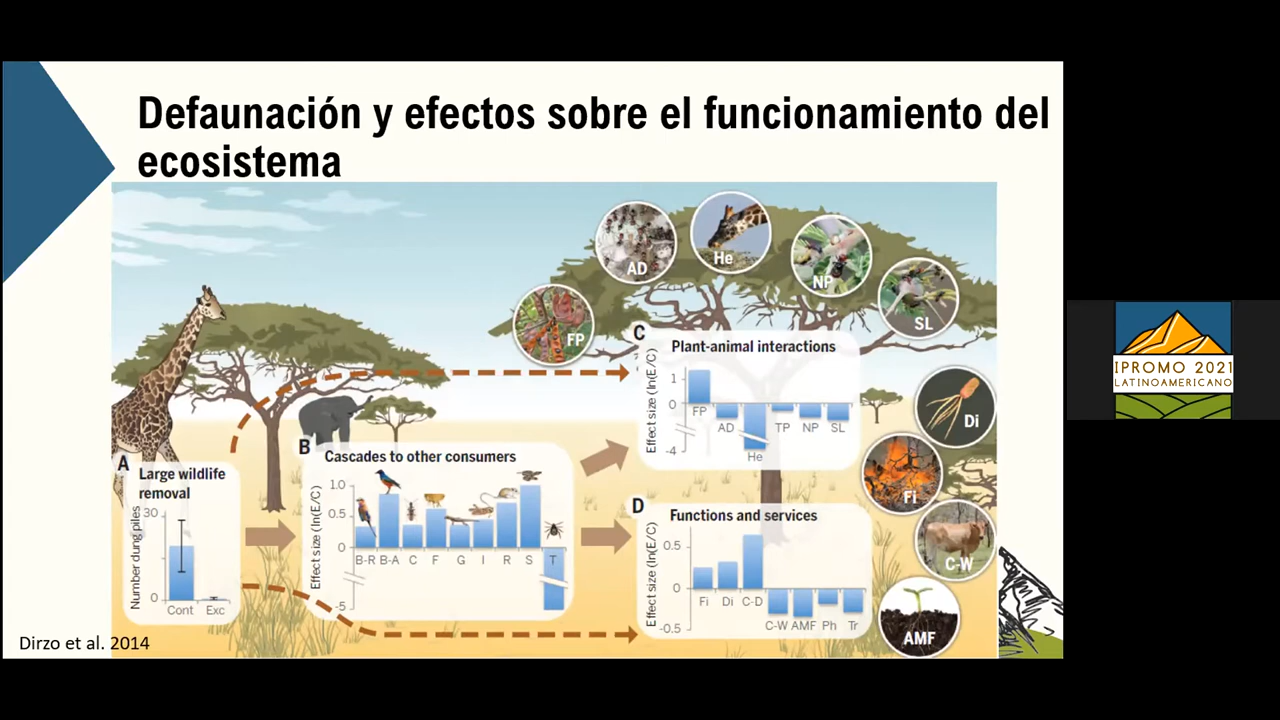 Defaunación y efectos sobre el funcionamiento del
ecosistema
AD
He
NP
SL
FP
Di
Fi
C-W
AMF
A
Large wildlife
removal
Number dung piles
30
0
Cont Exc
B
Cascades to other consumers
Effect size (ln(E/C)
1.0
0.5
0
-5
B-R B-A C F G I R S T
C
Plant-animal interactions
Effect size (ln(E/C)
1
0
-4
FP AD He TP NP SL
D
Functions and services
Effect size (ln(E/C)
0.5
0
-0.5
Fi Di C-D
C-W AMF Ph Tr
Dirzo et al. 2014
IPROMO 2021
LATINOAMERICANO